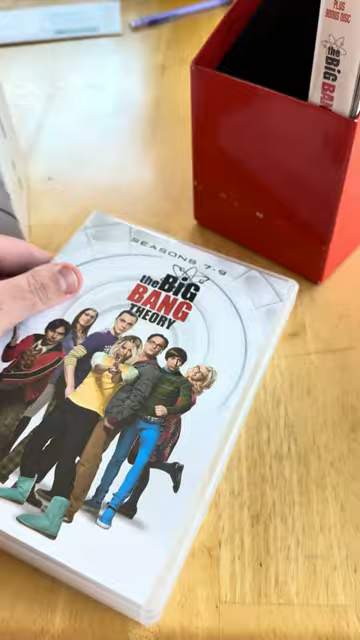 PLUS
BONUS DISC
the BIG BAN
SEASONS 7-9
the BIG
BANG
THEORY